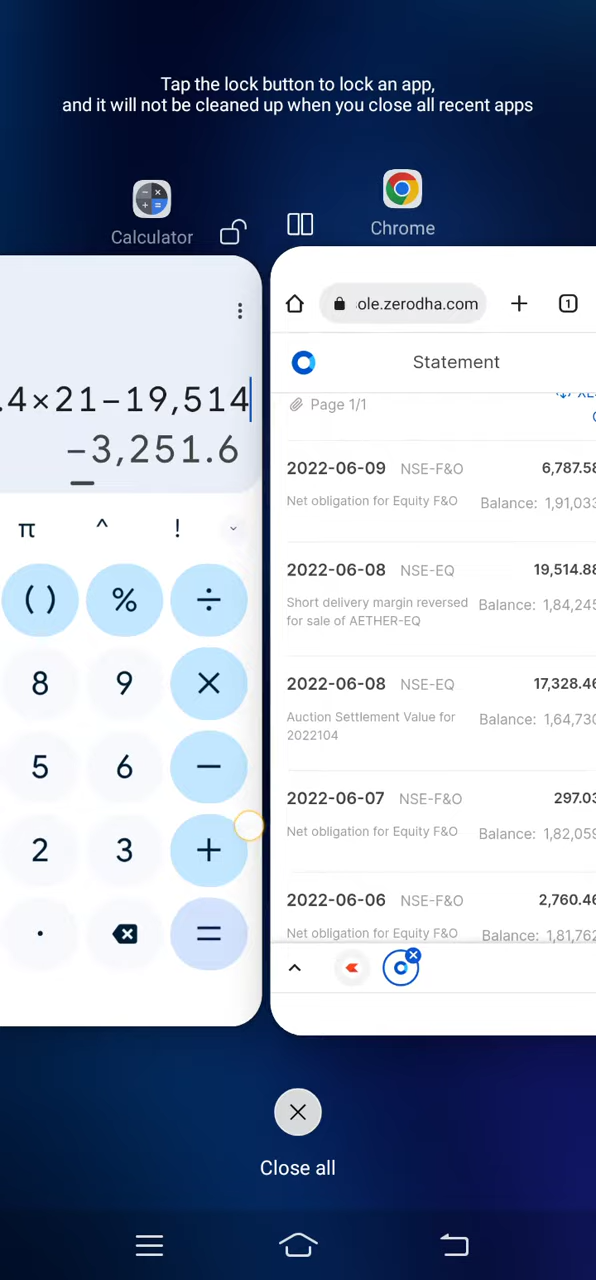 Tap the lock button to lock an app,
and it will not be cleaned up when you close all recent apps
Calculator
Chrome
.4×21−19,514
−3,251.6
π ^ !
( ) % ÷
8 9 ×
5 6 −
2 3 +
. =
ole.zerodha.com
1
Statement
Page 1/1
2022-06-09 NSE-F&O 6,787.58
Net obligation for Equity F&O Balance: 1,91,033
2022-06-08 NSE-EQ 19,514.88
Short delivery margin reversed
for sale of AETHER-EQ
Balance: 1,84,245
2022-06-08 NSE-EQ 17,328.46
Auction Settlement Value for
2022104
Balance: 1,64,730
2022-06-07 NSE-F&O 297.03
Net obligation for Equity F&O Balance: 1,82,059
2022-06-06 NSE-F&O 2,760.46
Net obligation for Equity F&O Balance: 1,81,762
Close all